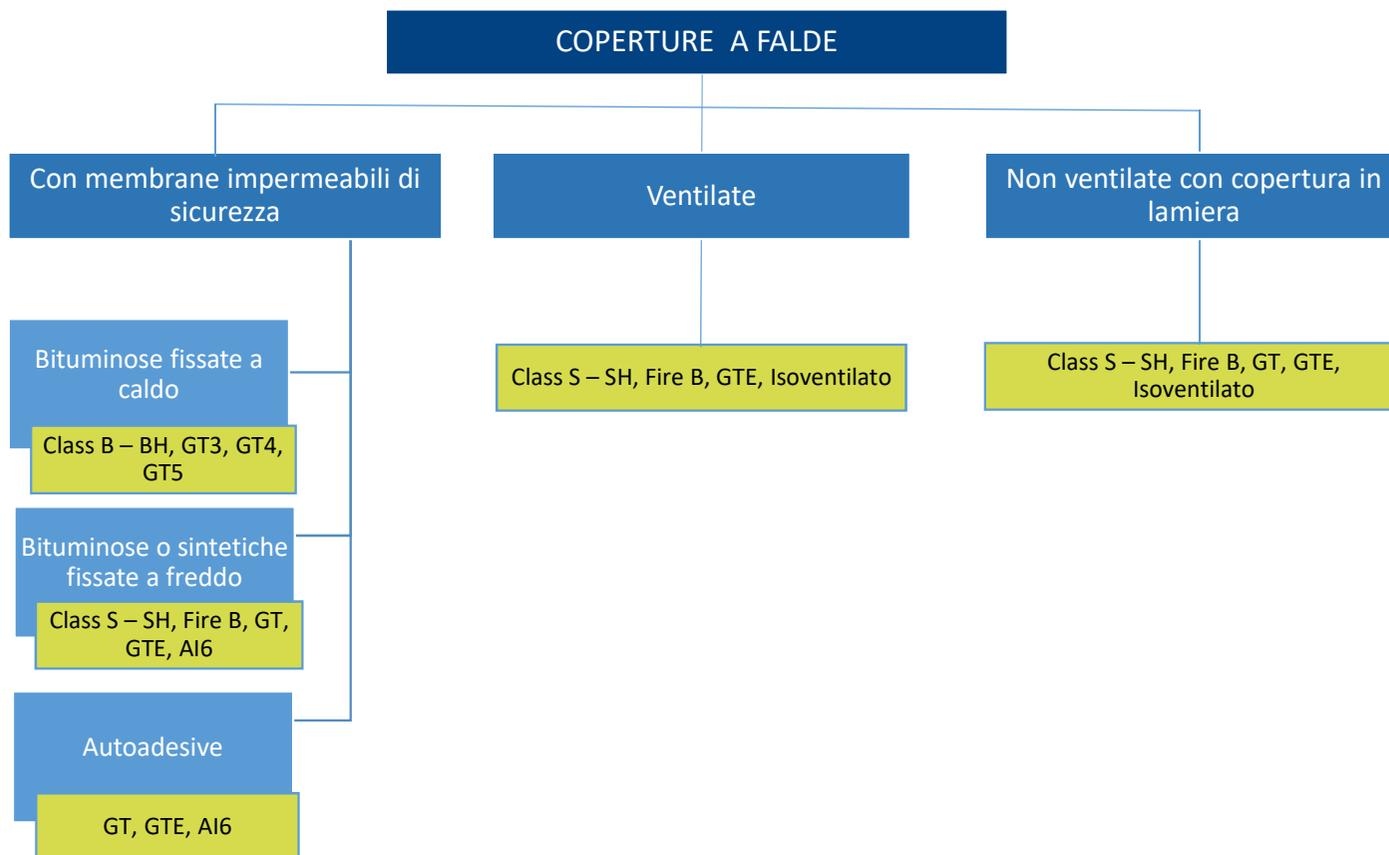 COPERTURE A FALDE
Con membrane impermeabili di
sicurezza
Ventilate
Non ventilate con copertura in
lamiera
Bituminose fissate a
caldo
Class B – BH, GT3, GT4,
GT5
Bituminose o sintetiche
fissate a freddo
Class S – SH, Fire B, GT,
GTE, AI6
Autoadesive
GT, GTE, AI6
Class S – SH, Fire B, GTE, Isoventilato
Class S – SH, Fire B, GT, GTE,
Isoventilato